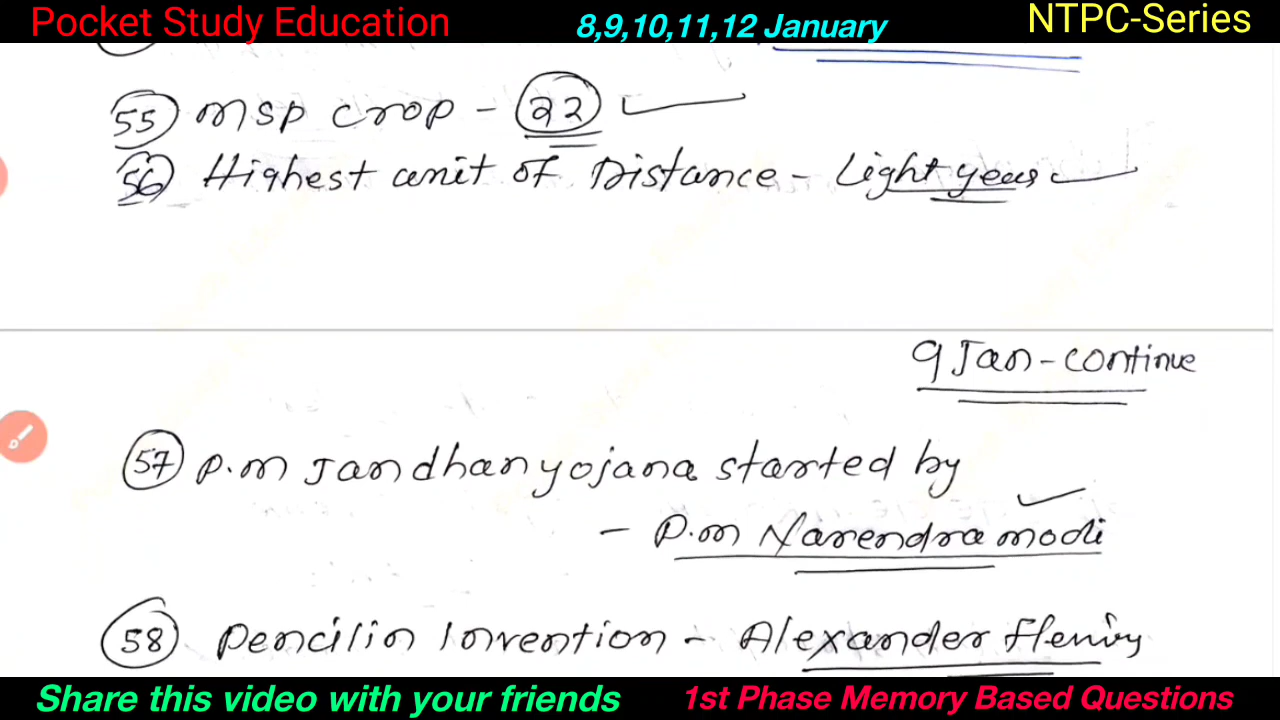 Pocket Study Education 8,9,10,11,12 January NTPC-Series
55 MSP crop - 22
56 Highest unit of Distance - Light year
9 Jan - continue
57 P.m Jandhan yojana started by
- P.m Narendra modi
58 Pencilin Invention - Alexander Fleming
Share this video with your friends 1st Phase Memory Based Questions